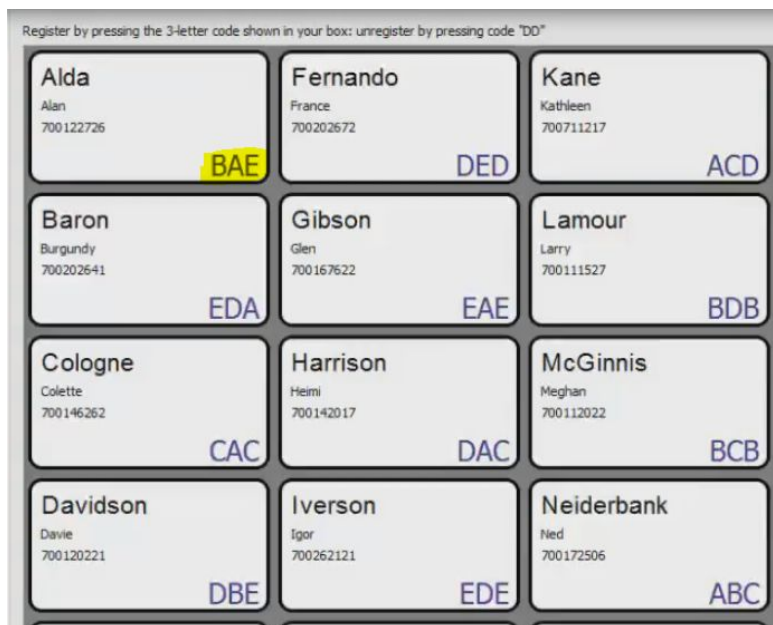 Register by pressing the 3-letter code shown in your box: unregister by pressing code "DD"
Alda
Alan
700122726
BAE
Fernando
France
700202672
DED
Kane
Kathleen
700711217
ACD
Baron
Burgundy
700202641
EDA
Gibson
Glen
700167622
EAE
Lamour
Larry
700111527
BDB
Cologne
Colette
700146262
CAC
Harrison
Heimi
700142017
DAC
McGinnis
Meghan
700112022
BCB
Davidson
Davie
700120221
DBE
Iverson
Igor
700262121
EDE
Neiderbank
Ned
700172506
ABC